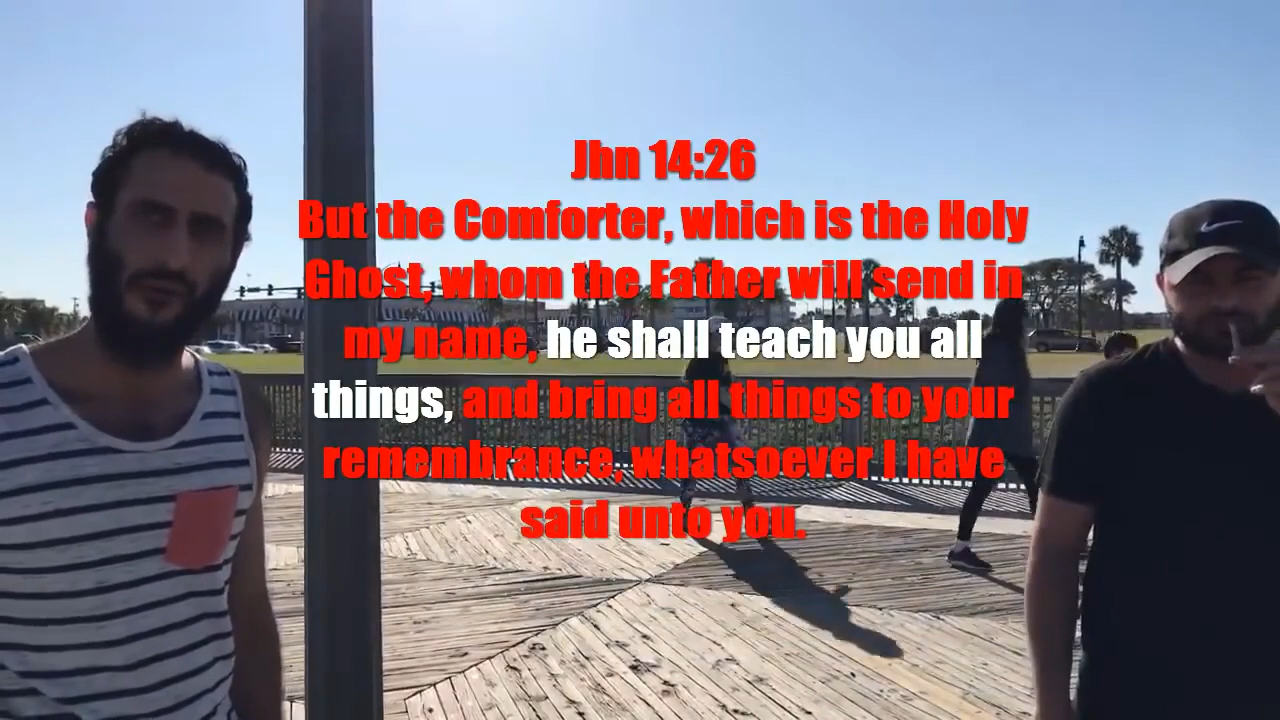 Jhn 14:26
But the Comforter, which is the Holy
Ghost, whom the Father will send in
my name, he shall teach you all
things, and bring all things to your
remembrance, whatsoever I have
said unto you.